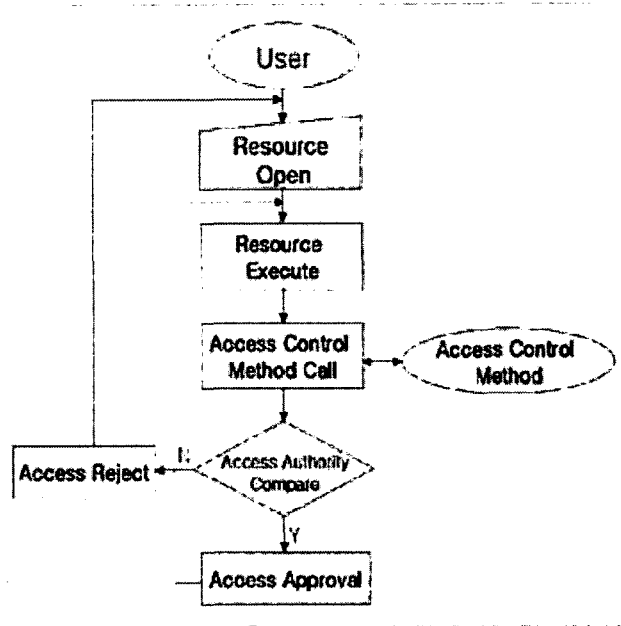 User
Resource
Open
Resource
Execute
Access Control
Method Call
Access Control
Method
Access Authority
Compare
N
Access Reject
Y
Access Approval